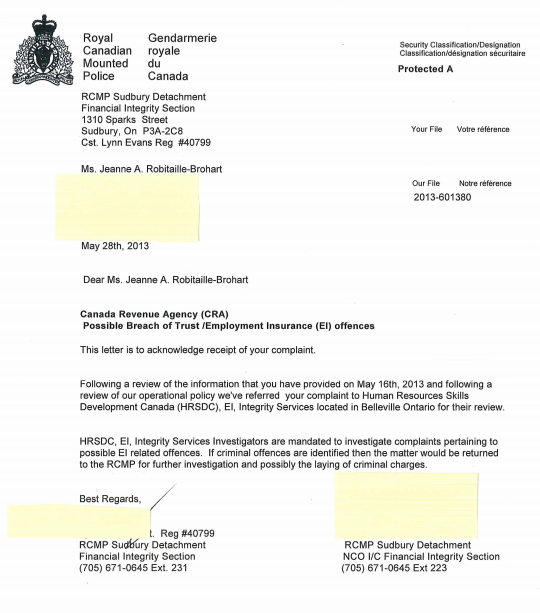 Royal Gendarmerie
Canadian royale
Mounted du
Police Canada
Security Classification/Designation
Classification/désignation sécuritaire
Protected A
RCMP Sudbury Detachment
Financial Integrity Section
1310 Sparks Street
Sudbury, On P3A-2C8
Cst. Lynn Evans Reg #40799
Your File Votre référence
Ms. Jeanne A. Robitaille-Brohart
Our File Notre référence
2013-601380
May 28th, 2013
Dear Ms. Jeanne A. Robitaille-Brohart
Canada Revenue Agency (CRA)
Possible Breach of Trust /Employment Insurance (EI) offences
This letter is to acknowledge receipt of your complaint.
Following a review of the information that you have provided on May 16th, 2013 and following a
review of our operational policy we've referred your complaint to Human Resources Skills
Development Canada (HRSDC), EI, Integrity Services located in Belleville Ontario for their review.
HRSDC, EI, Integrity Services Investigators are mandated to investigate complaints pertaining to
possible EI related offences. If criminal offences are identified then the matter would be returned
to the RCMP for further investigation and possibly the laying of criminal charges.
Best Regards,
t. Reg #40799
RCMP Sudbury Detachment
Financial Integrity Section
(705) 671-0645 Ext. 231
RCMP Sudbury Detachment
NCO I/C Financial Integrity Section
(705) 671-0645 Ext 223